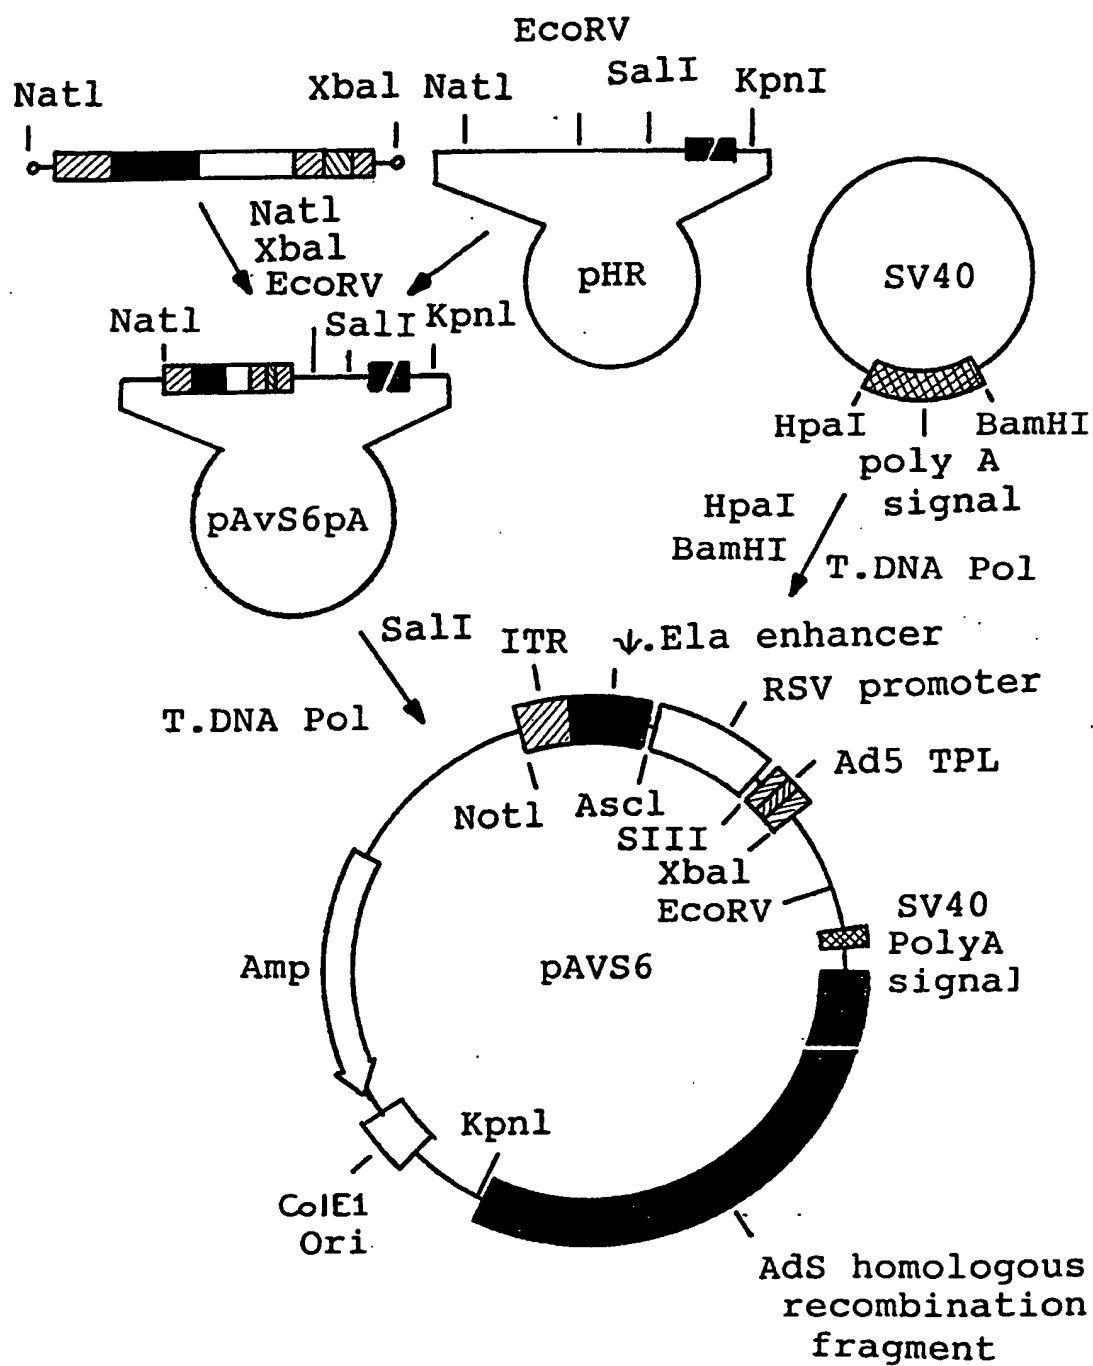 EcoRV
Natl
Xbal
Natl
SalI
KpnI
Natl
Xbal
EcoRV
pHR
SV40
Natl
SalI
Kpnl
HpaI
BamHI
poly A
signal
pAvS6pA
HpaI
BamHI
T.DNA Pol
SalI
T.DNA Pol
ITR
ψ.Ela enhancer
RSV promoter
Ad5 TPL
Notl
Ascl
SIII
Xbal
EcoRV
SV40
PolyA
signal
Amp
pAVS6
Kpnl
ColE1
Ori
AdS homologous
recombination
fragment